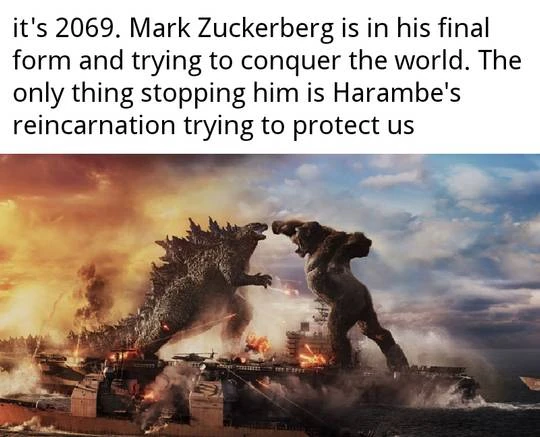 it's 2069. Mark Zuckerberg is in his final
form and trying to conquer the world. The
only thing stopping him is Harambe's
reincarnation trying to protect us